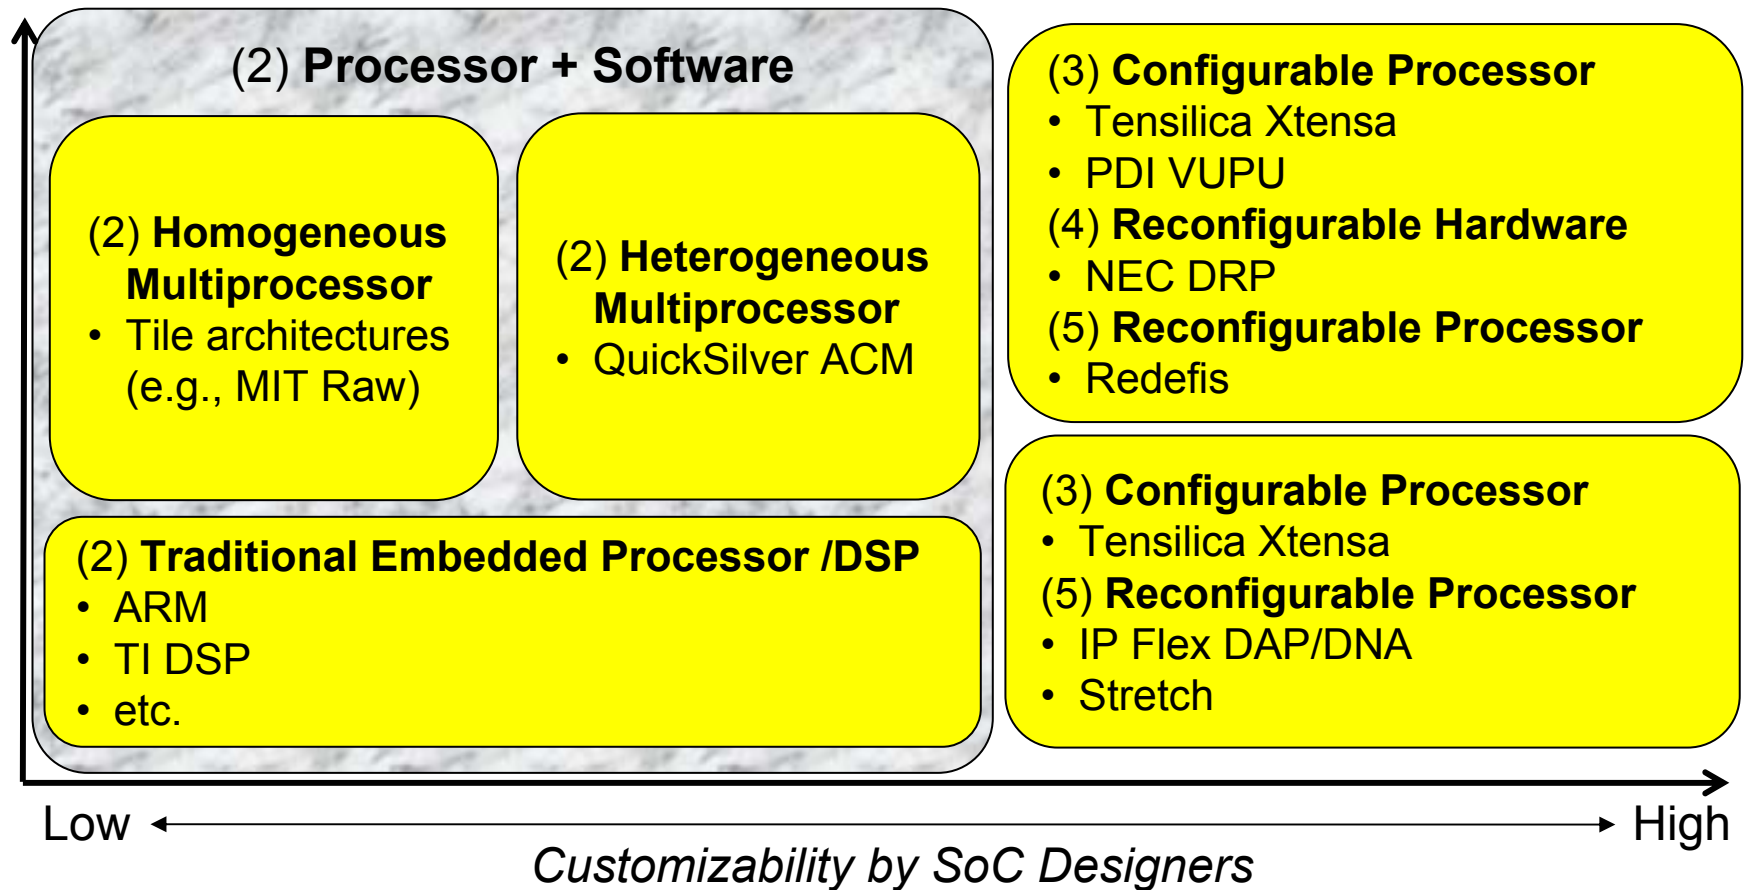 (2) Processor + Software
(2) Homogeneous
Multiprocessor
• Tile architectures
(e.g., MIT Raw)
(2) Heterogeneous
Multiprocessor
• QuickSilver ACM
(2) Traditional Embedded Processor /DSP
• ARM
• TI DSP
• etc.
(3) Configurable Processor
• Tensilica Xtensa
• PDI VUPU
(4) Reconfigurable Hardware
• NEC DRP
(5) Reconfigurable Processor
• Redefis
(3) Configurable Processor
• Tensilica Xtensa
(5) Reconfigurable Processor
• IP Flex DAP/DNA
• Stretch
Low
High
Customizability by SoC Designers